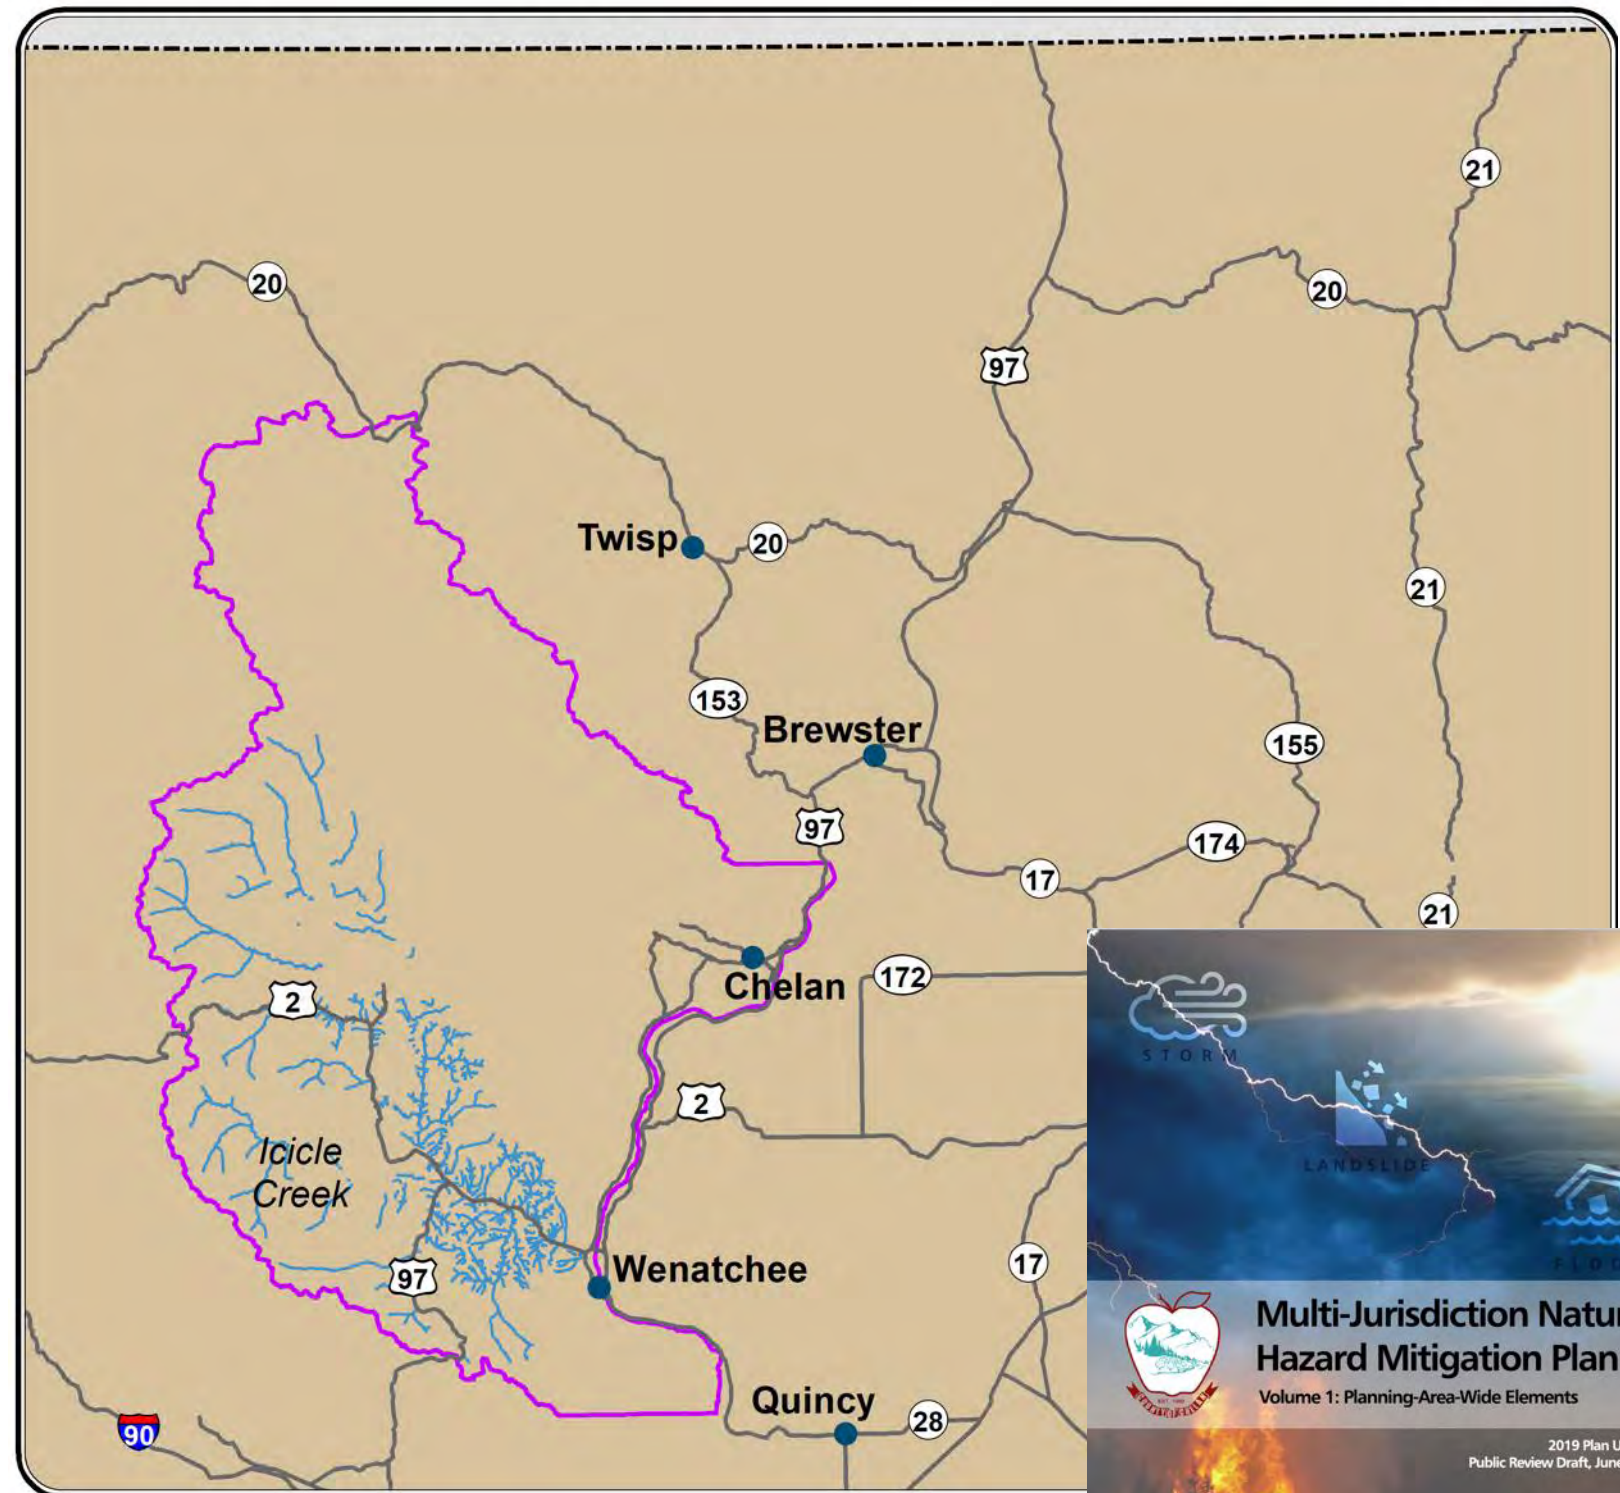 21
20
20
97
Twisp
20
21
153
Brewster
155
97
174
17
21
Chelan
172
2
2
Icicle
Creek
97
Wenatchee
17
Quincy
28
90
STORM
LANDSLIDE
Multi-Jurisdiction Natu
Hazard Mitigation Plan
Volume 1: Planning-Area-Wide Elements
2019 Plan U
Public Review Draft, June